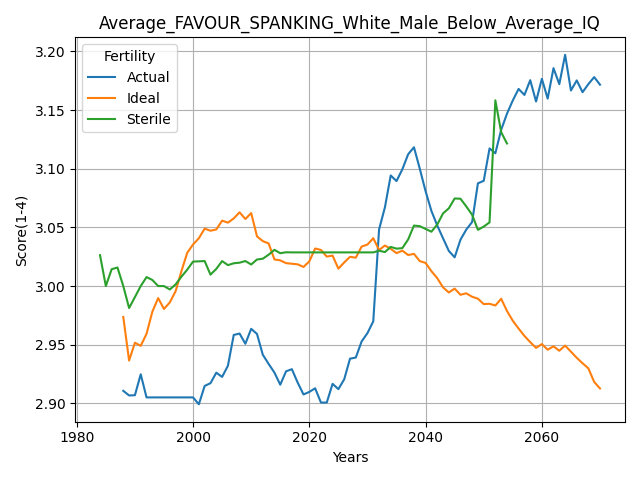 Average_FAVOUR_SPANKING_White_Male_Below_Average_IQ
Fertility
Actual
Ideal
Sterile
Score(1-4)
3.20
3.15
3.10
3.05
3.00
2.95
2.90
1980 2000 2020 2040 2060
Years